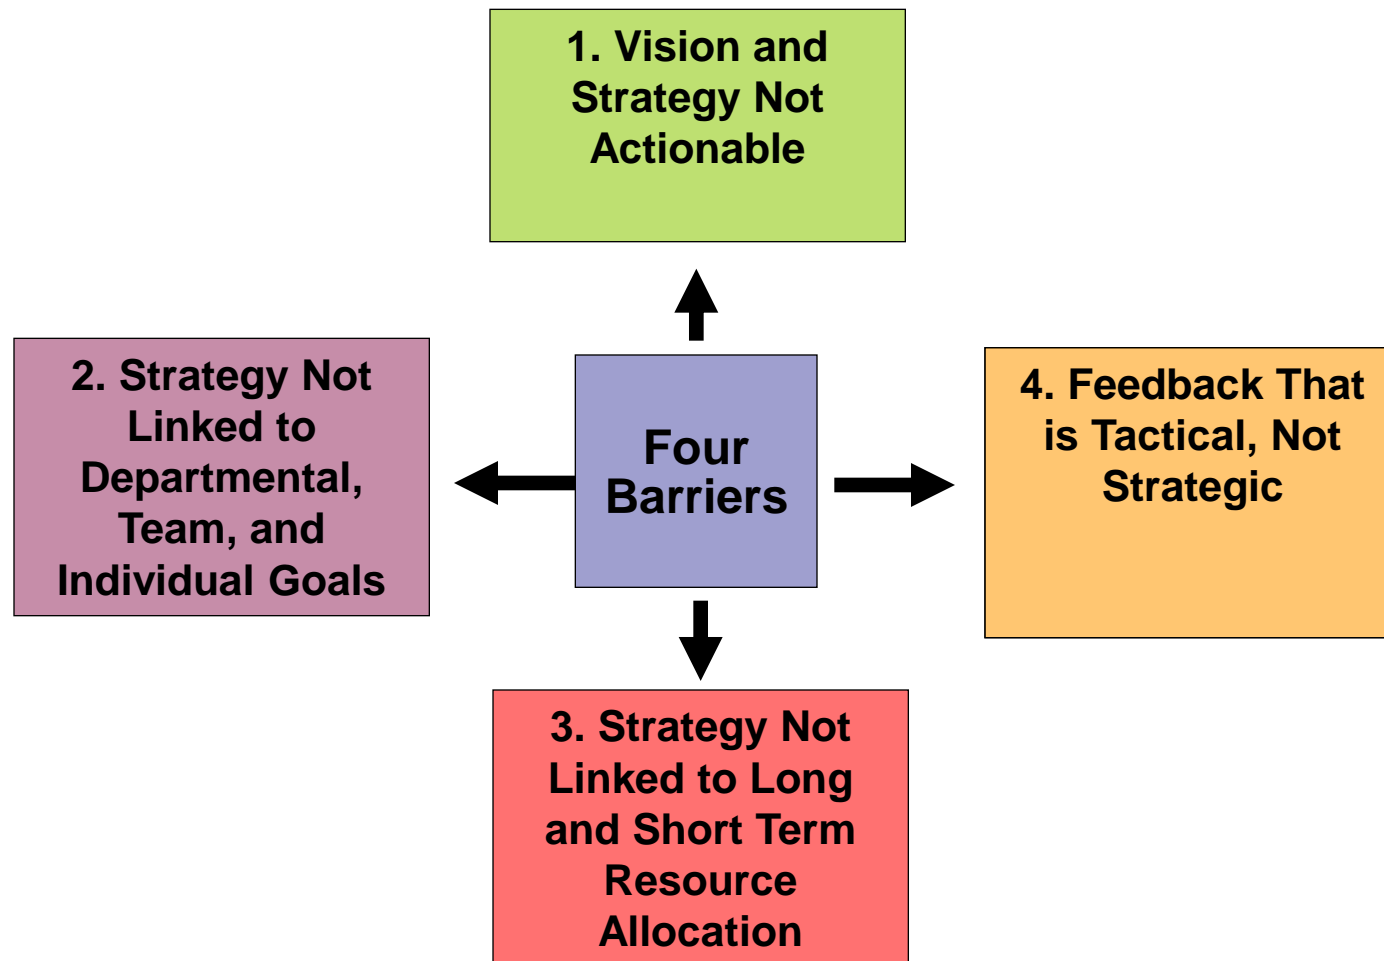 1. Vision and
Strategy Not
Actionable
2. Strategy Not
Linked to
Departmental,
Team, and
Individual Goals
Four
Barriers
4. Feedback That
is Tactical, Not
Strategic
3. Strategy Not
Linked to Long
and Short Term
Resource
Allocation